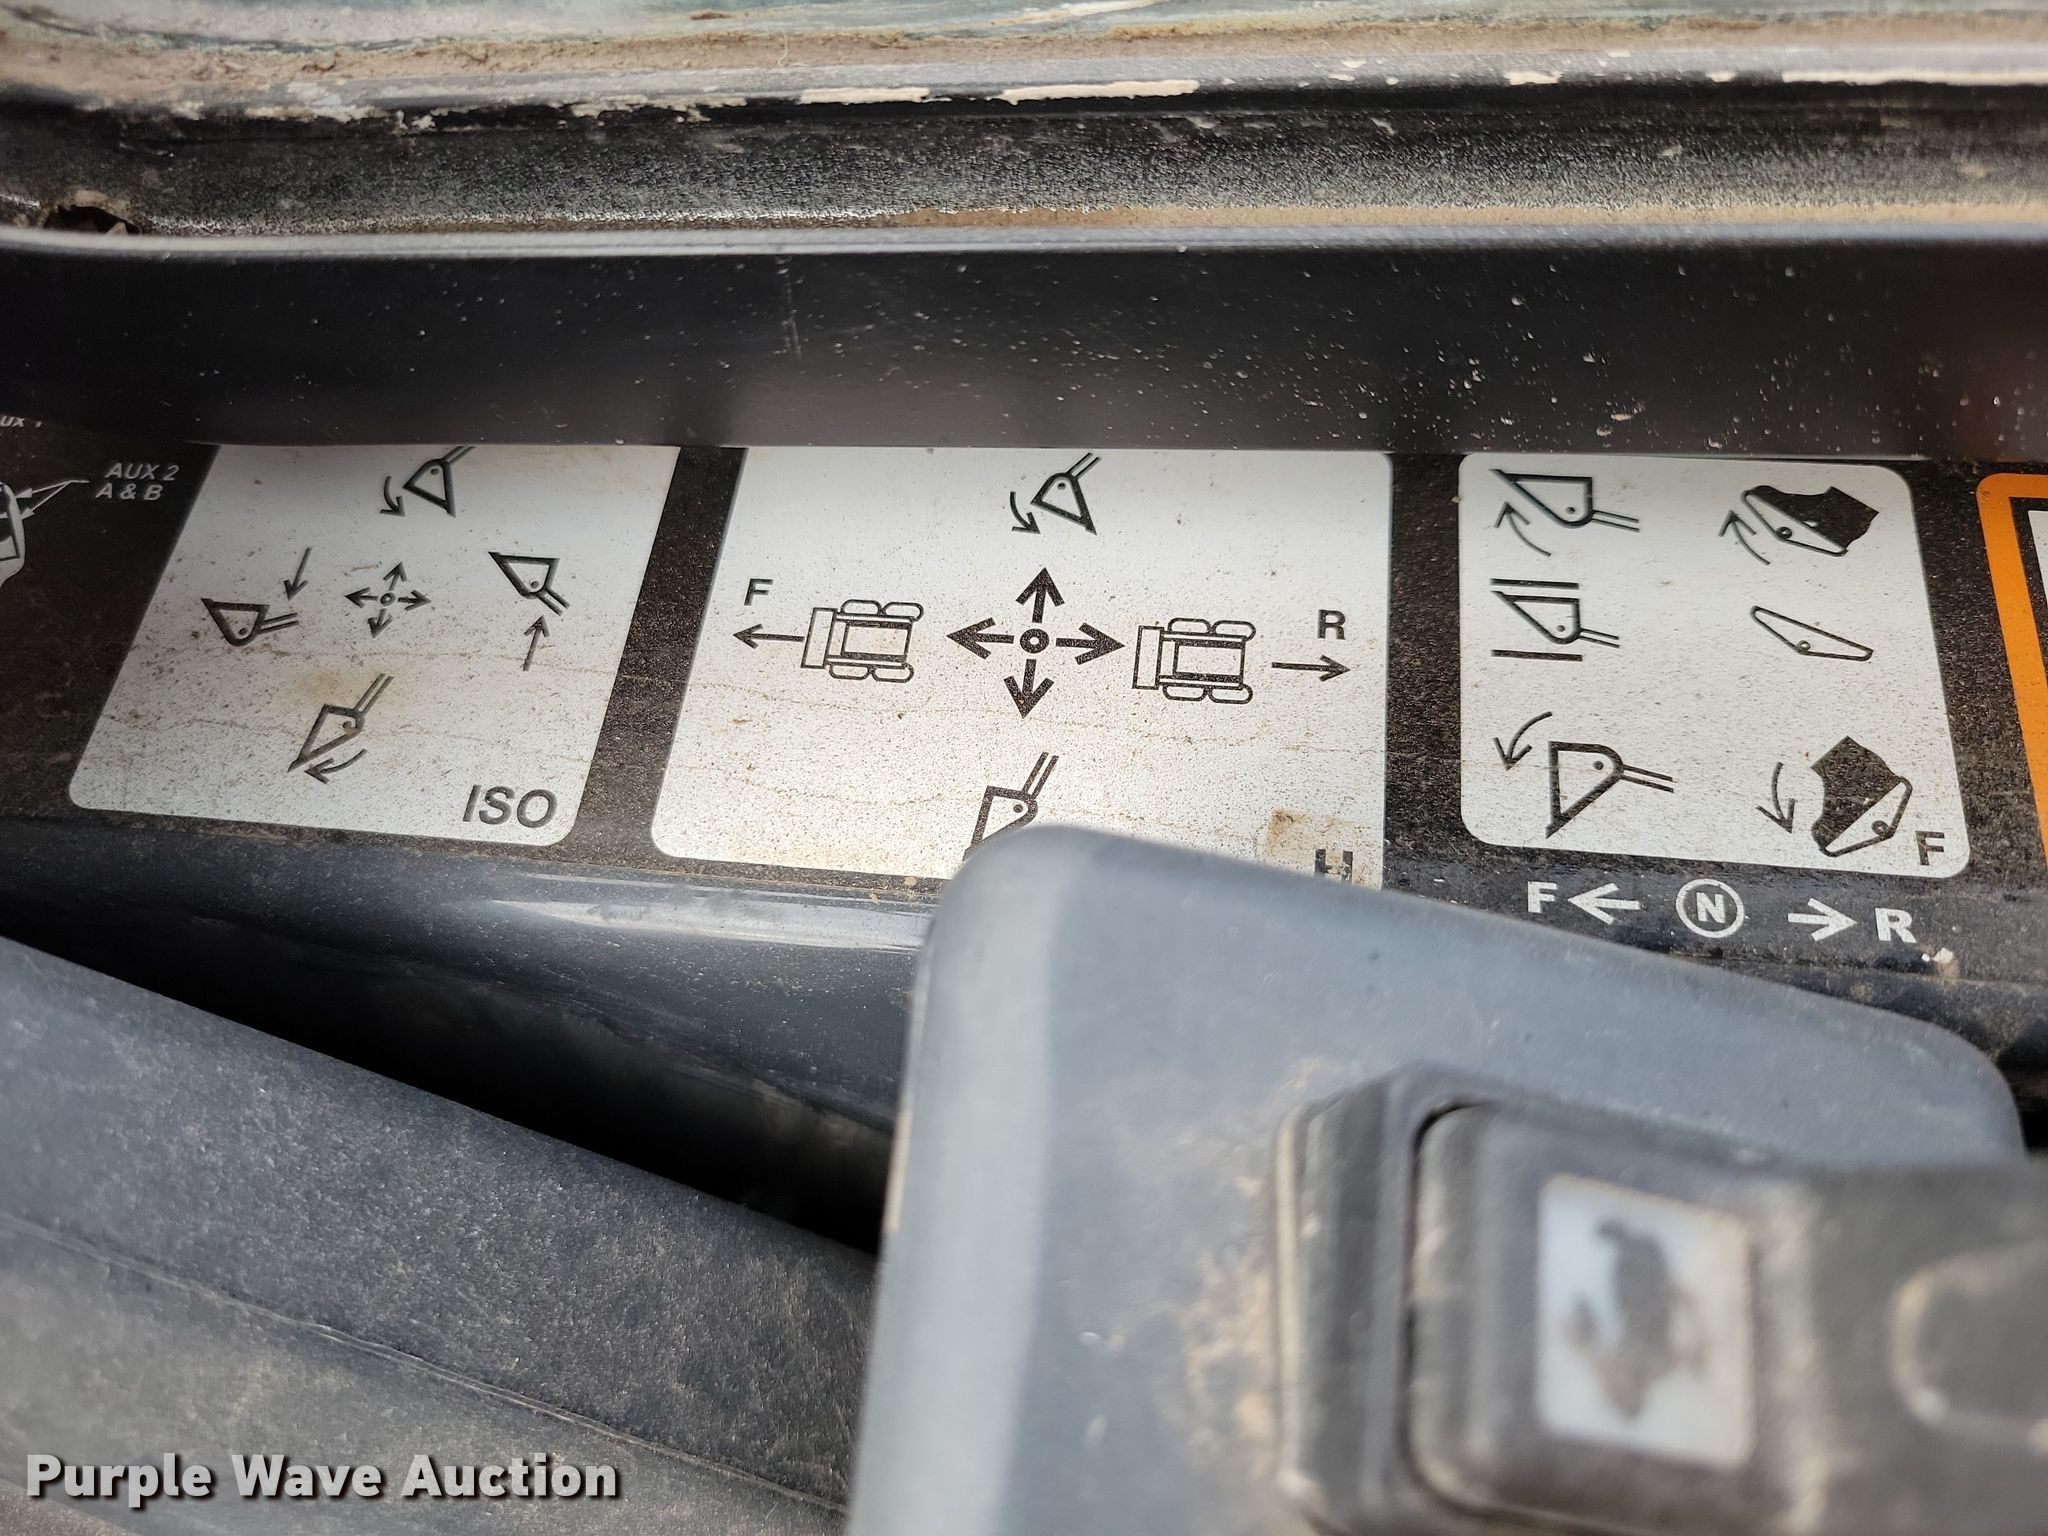 AUX 2
A & B
ISO
F
R
H
F
F N R
Purple Wave Auction